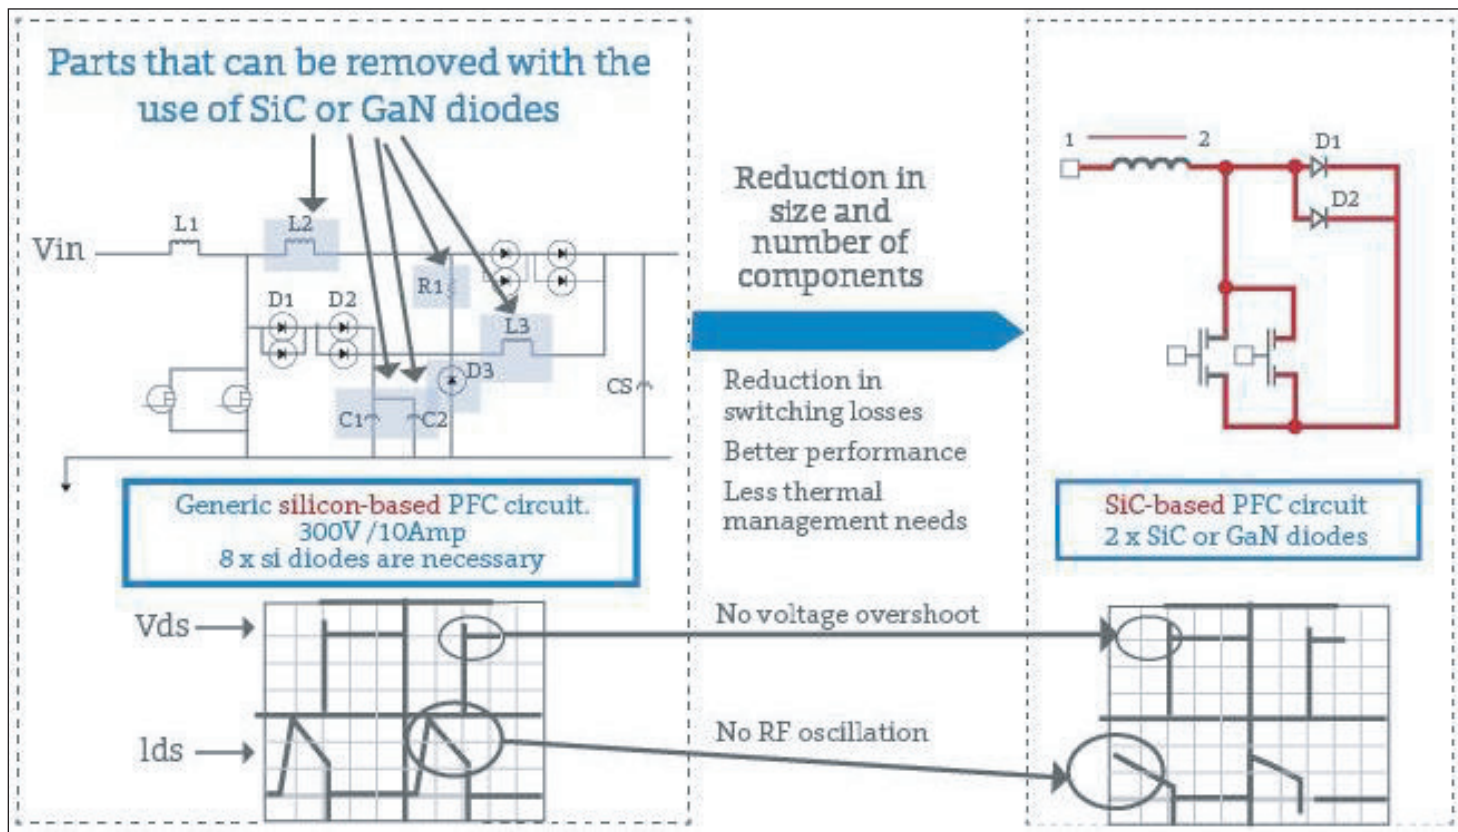 Parts that can be removed with the
use of SiC or GaN diodes
Vin
L1
L2
R1
D1
D2
L3
D3
C1
C2
CS
Generic silicon-based PFC circuit.
300V /10Amp
8 x si diodes are necessary
Vds
Ids
Reduction in
size and
number of
components
Reduction in
switching losses
Better performance
Less thermal
management needs
No voltage overshoot
No RF oscillation
1
2
D1
D2
SiC-based PFC circuit
2 x SiC or GaN diodes